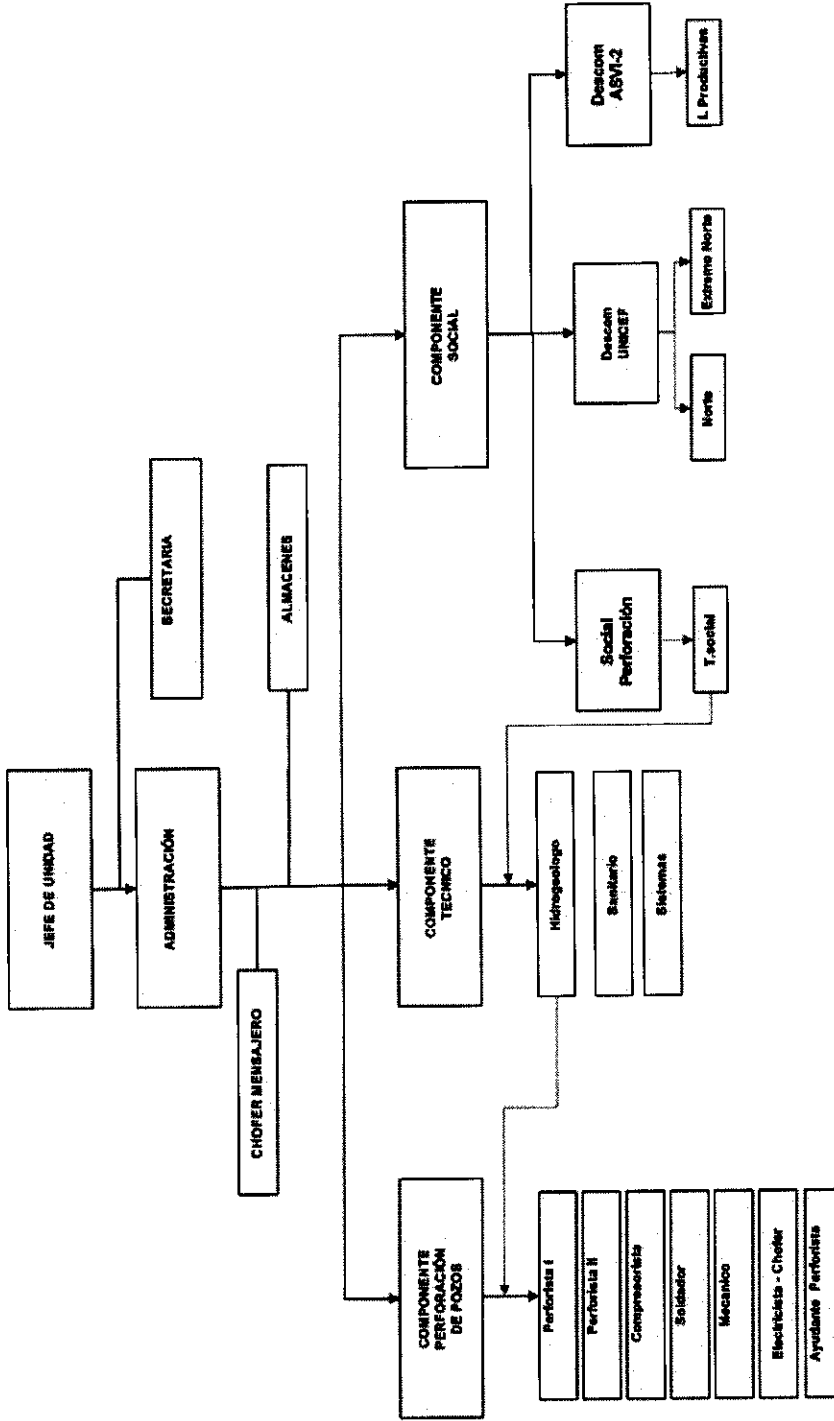 JEFE DE UNIDAD
SECRETARIA
ADMINISTRACIÓN
CHOFER MENSAJERO
ALMACENES
COMPONENTE
PERFORACIÓN
DE POZOS
COMPONENTE
TECNICO
COMPONENTE
SOCIAL
Perforista I
Perforista II
Compresorista
Soldador
Mecanico
Electricista - Chofer
Ayudante Perforista
Hidrogeologo
Sanitario
Sistemas
Social
Perforación
T.social
Descom
UNICEF
Norte
Extremo Norte
Descom
ASVI-2
I. Productivas